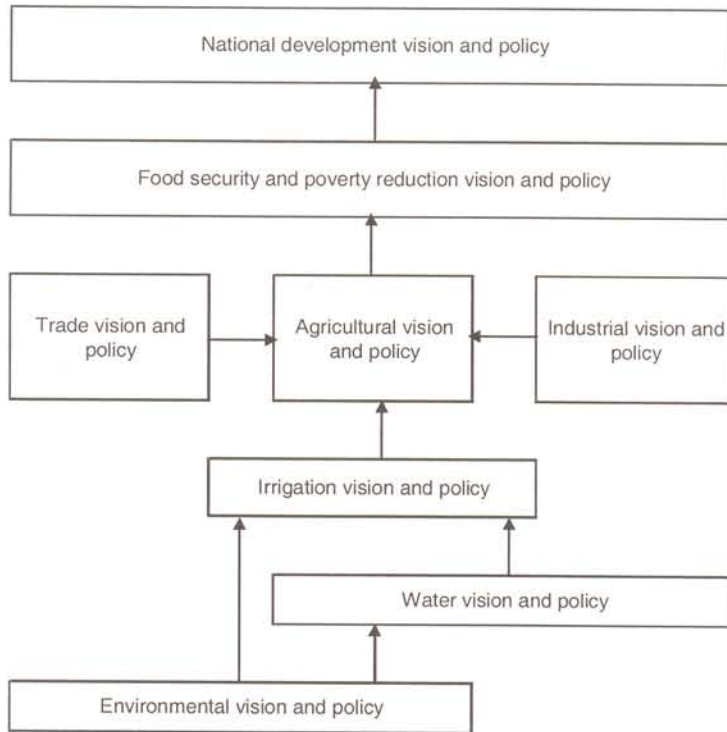 National development vision and policy
Food security and poverty reduction vision and policy
Trade vision and
policy
Agricultural vision
and policy
Industrial vision and
policy
Irrigation vision and policy
Water vision and policy
Environmental vision and policy